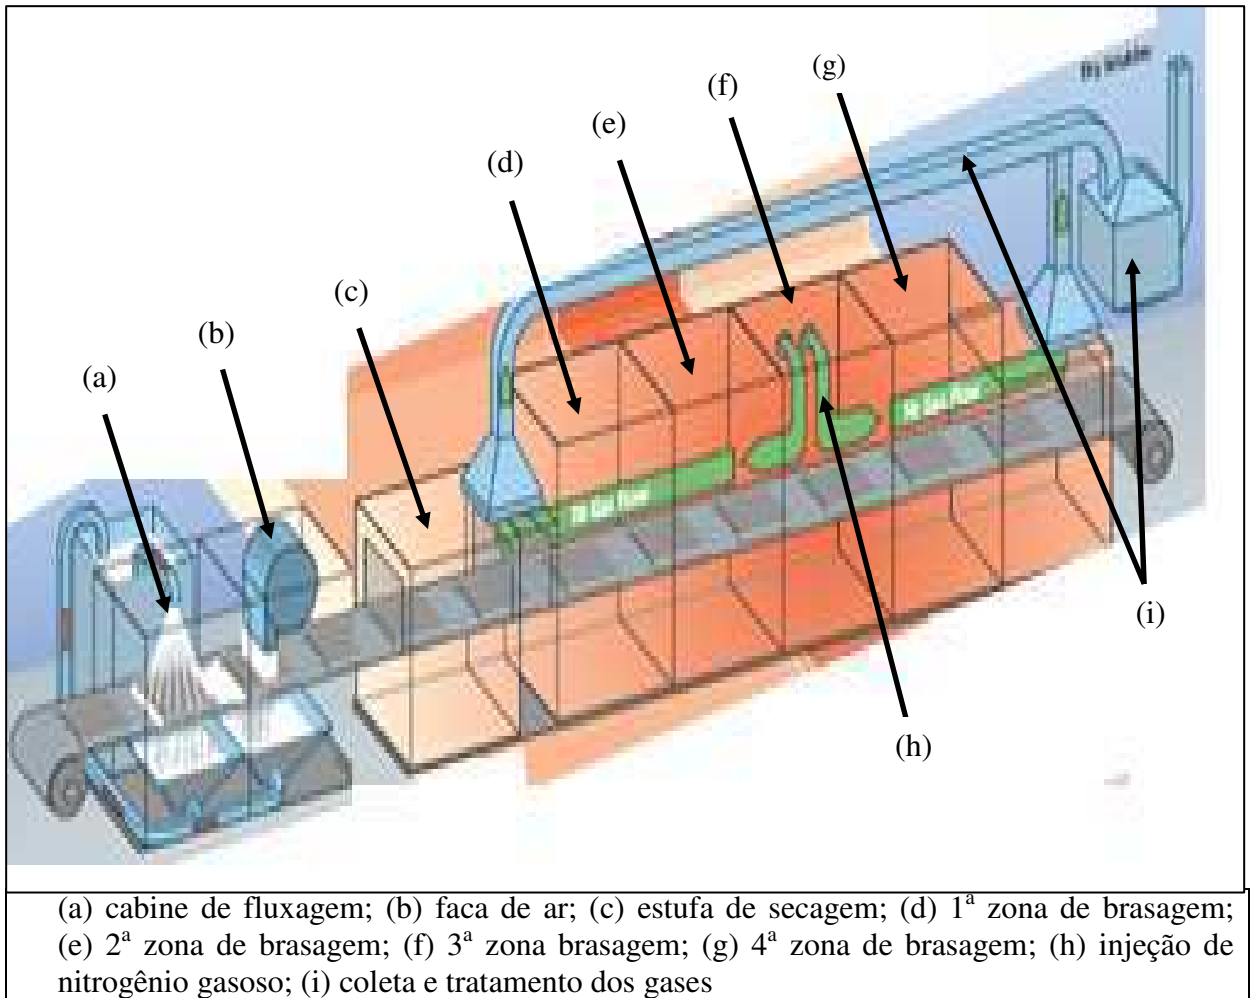 (g)
(f)
(e)
(d)
(c)
(b)
(a)
(i)
(h)
(a) cabine de fluxagem; (b) faca de ar; (c) estufa de secagem; (d) 1ª zona de brasagem;
(e) 2ª zona de brasagem; (f) 3ª zona brasagem; (g) 4ª zona de brasagem; (h) injeção de
nitrogênio gasoso; (i) coleta e tratamento dos gases